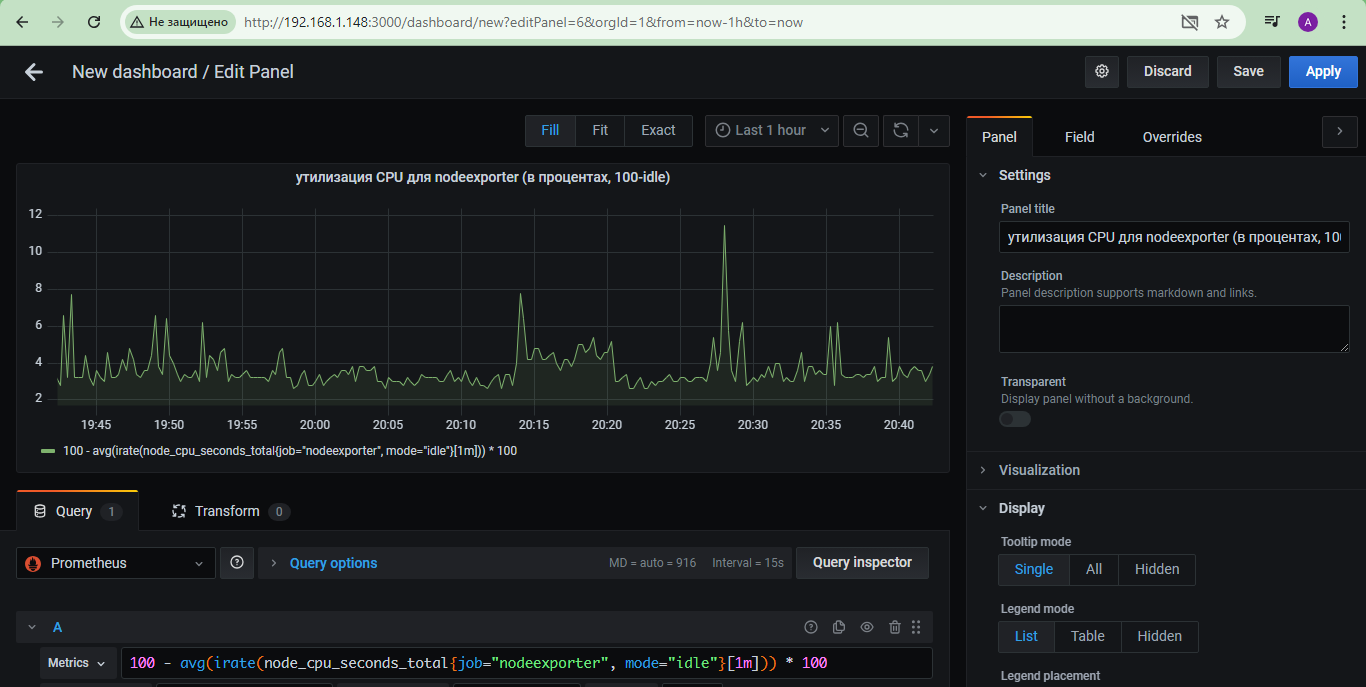 Не защищено
http://192.168.1.148:3000/dashboard/new?editPanel=6&orgId=1&from=now-1h&to=now
A
New dashboard / Edit Panel
Discard
Save
Apply
Fill
Fit
Exact
Last 1 hour
утилизация CPU для nodeexporter (в процентах, 100-idle)
12
10
8
6
4
2
19:45
19:50
19:55
20:00
20:05
20:10
20:15
20:20
20:25
20:30
20:35
20:40
100 - avg(irate(node_cpu_seconds_total{job="nodeexporter", mode="idle"}[1m])) * 100
Query 1
Transform 0
Prometheus
Query options
MD = auto = 916
Interval = 15s
Query inspector
A
Metrics
100 - avg(irate(node_cpu_seconds_total{job="nodeexporter", mode="idle"}[1m])) * 100
Panel
Field
Overrides
Settings
Panel title
утилизация CPU для nodeexporter (в процентах, 10
Description
Panel description supports markdown and links.
Transparent
Display panel without a background.
Visualization
Display
Tooltip mode
Single
All
Hidden
Legend mode
List
Table
Hidden
Legend placement